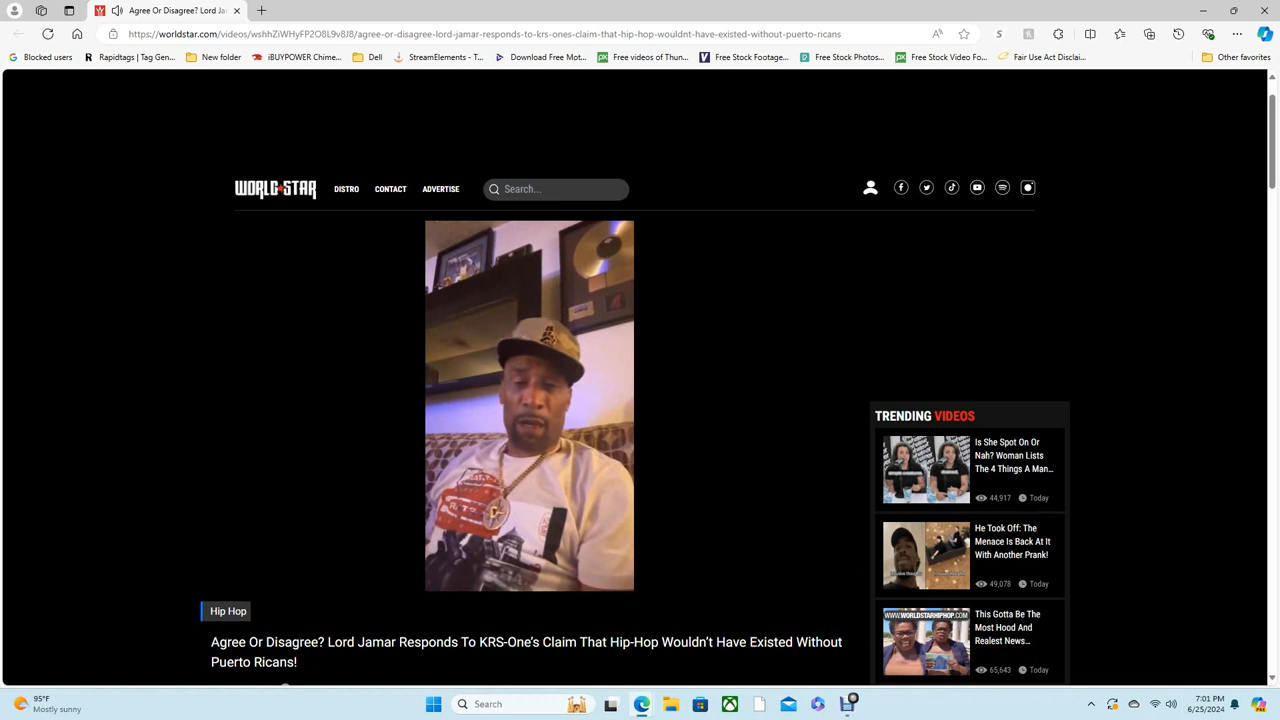 Agree Or Disagree? Lord Ja
https://worldstar.com/videos/wshhZiWHyFP2O8L9v8J8/agree-or-disagree-lord-jamar-responds-to-krs-ones-claim-that-hip-hop-wouldnt-have-existed-without-puerto-ricans
Blocked users
Rapidtags | Tag Gen...
New folder
iBUYPOWER Chime...
Dell
StreamElements - T...
Download Free Mot...
Free videos of Thun...
Free Stock Footage...
Free Stock Photos...
Free Stock Video Fo...
Fair Use Act Disclai...
Other favorites
WORLD STAR
DISTRO
CONTACT
ADVERTISE
Search...
TRENDING VIDEOS
Is She Spot On Or
Nah? Woman Lists
The 4 Things A Man...
44,917
Today
He Took Off: The
Menace Is Back At It
With Another Prank!
49,078
Today
WWW.WORLDSTARHIPHOP.COM
This Gotta Be The
Most Hood And
Realest News...
65,643
Today
Hip Hop
Agree Or Disagree? Lord Jamar Responds To KRS-One's Claim That Hip-Hop Wouldn't Have Existed Without
Puerto Ricans!
95°F
Mostly sunny
Search
7:01 PM
6/25/2024